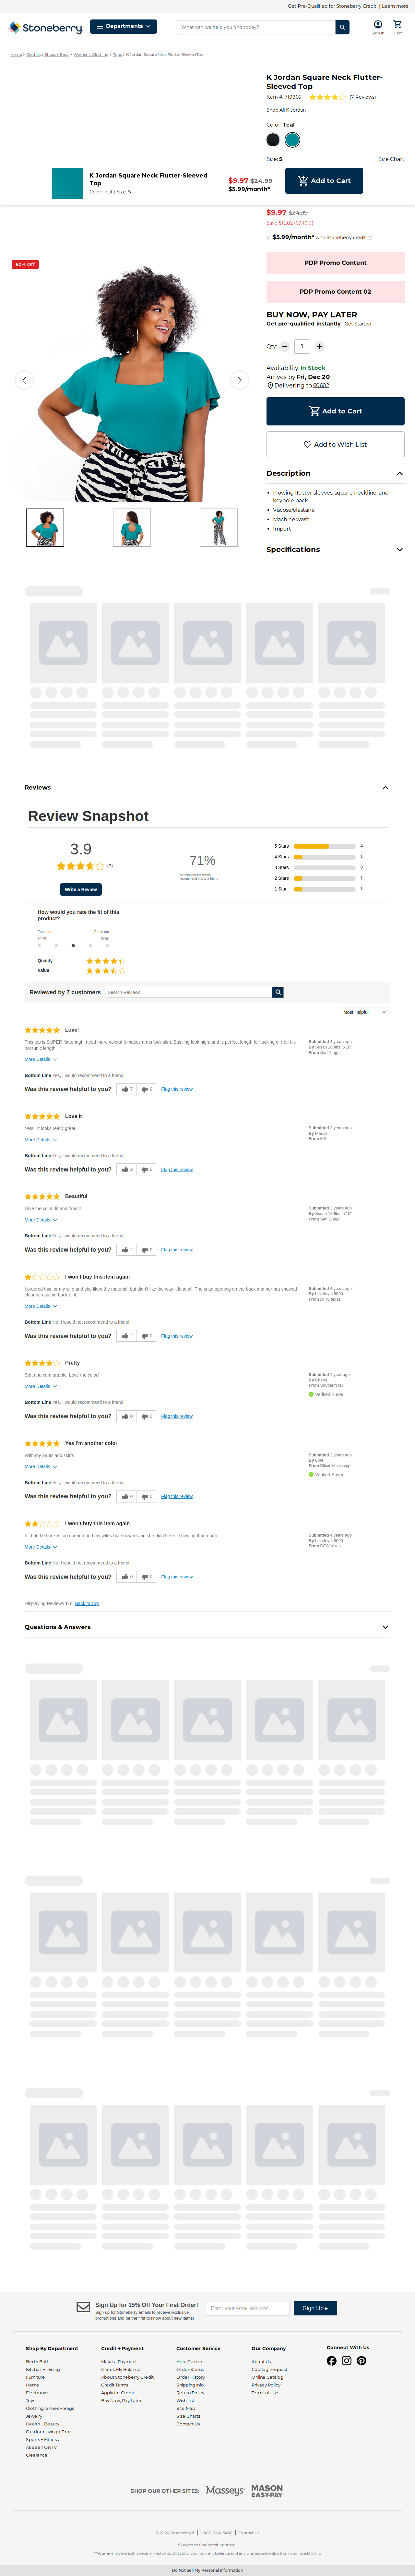 Get Pre-Qualified for Stoneberry Credit | Learn more
Stoneberry
Departments
What can we help you find today?
Sign In
Cart
Home > Clothing, Shoes + Bags > Women's Clothing > Tops > K Jordan Square Neck Flutter-Sleeved Top
K Jordan Square Neck Flutter-Sleeved Top
Item #: 719866 (7 Reviews)
Shop All K Jordan
Color: Teal
Size: S
Size Chart
K Jordan Square Neck Flutter-Sleeved Top
Color: Teal | Size: S
$9.97 $24.99
$5.99/month*
Add to Cart
$9.97 $24.99
Save $15.02 (60.10%)
or $5.99/month* with Stoneberry credit
60% Off
PDP Promo Content
PDP Promo Content 02
BUY NOW, PAY LATER
Get pre-qualified instantly Get Started
Qty: 1
Availability: In Stock
Arrives by Fri, Dec 20
Delivering to 60602
Add to Cart
Add to Wish List
Description
Flowing flutter sleeves, square neckline, and keyhole back
Viscose/elastane
Machine wash
Import
Specifications
Reviews
Review Snapshot
3.9
(7)
Write a Review
71%
of respondents would recommend this to a friend
5 Stars 4
4 Stars 1
3 Stars 0
2 Stars 1
1 Star 1
How would you rate the fit of this product?
Feels too small
Feels too large
Quality
Value
Reviewed by 7 customers
Search Reviews
Most Helpful
Love!
This top is SUPER flattering! I need more colors! It makes soms look slim. Bustling look high, and is perfect length for tucking or not! It's not tunic length.
More Details
Bottom Line Yes, I would recommend to a friend
Was this review helpful to you? 7 0 Flag this review
Submitted 4 years ago
By Susan 180lbs. 5'10"
From San Diego
Love it
Yes!!! It looks really great
More Details
Bottom Line Yes, I would recommend to a friend
Was this review helpful to you? 2 0 Flag this review
Submitted 3 years ago
By Marcia
From MS
Beautiful
I live the color, fit and fabric!
More Details
Bottom Line Yes, I would recommend to a friend
Was this review helpful to you? 2 0 Flag this review
Submitted 3 years ago
By Susan 180lbs. 5'10"
From San Diego
I won't buy this item again
I ordered this for my wife and she liked the material, but didn't like the way it fit at all. The is an opening on the back and her bra showed clear across the back of it.
More Details
Bottom Line No, I would not recommend to a friend
Was this review helpful to you? 2 0 Flag this review
Submitted 4 years ago
By hazeleyez5000
From DFW texas
Pretty
Soft and comfortable. Love the color!
More Details
Bottom Line Yes, I would recommend to a friend
Was this review helpful to you? 0 0 Flag this review
Submitted 1 year ago
By Cheryl
From Southern NJ
Verified Buyer
Yes I'm another color
With my pants and skirts
More Details
Bottom Line Yes, I would recommend to a friend
Was this review helpful to you? 0 0 Flag this review
Submitted 2 years ago
By Little
From Biloxi Mississippi
Verified Buyer
I won't buy this item again
Fit but the back is too opened and my wifes bra showed and she didn't like it showing that much
More Details
Bottom Line No, I would not recommend to a friend
Was this review helpful to you? 0 0 Flag this review
Submitted 4 years ago
By hazeleyez5000
From DFW texas
Displaying Reviews 1-7 Back to Top
Questions & Answers
Sign Up for 15% Off Your First Order!
Sign up for Stoneberry emails to receive exclusive promotions and be the first to know about new items!
Enter your email address
Sign Up ▸
Shop By Department
Bed + Bath
Kitchen + Dining
Furniture
Home
Electronics
Toys
Clothing, Shoes + Bags
Jewelry
Health + Beauty
Outdoor Living + Tools
Sports + Fitness
As Seen On TV
Clearance
Credit + Payment
Make a Payment
Check My Balance
About Stoneberry Credit
Credit Terms
Apply for Credit
Buy Now, Pay Later
Customer Service
Help Center
Order Status
Order History
Shipping Info
Return Policy
Wish List
Site Map
Size Charts
Contact Us
Our Company
About Us
Catalog Request
Online Catalog
Privacy Policy
Terms of Use
Connect With Us
SHOP OUR OTHER SITES: Masseys MASON EASY-PAY
©2024 Stoneberry® | 1-800-704-5480 | Contact Us
*Subject to final credit approval.
**Your available credit is determined by subtracting your current balance and any unshipped orders from your credit limit.
Do Not Sell My Personal Information